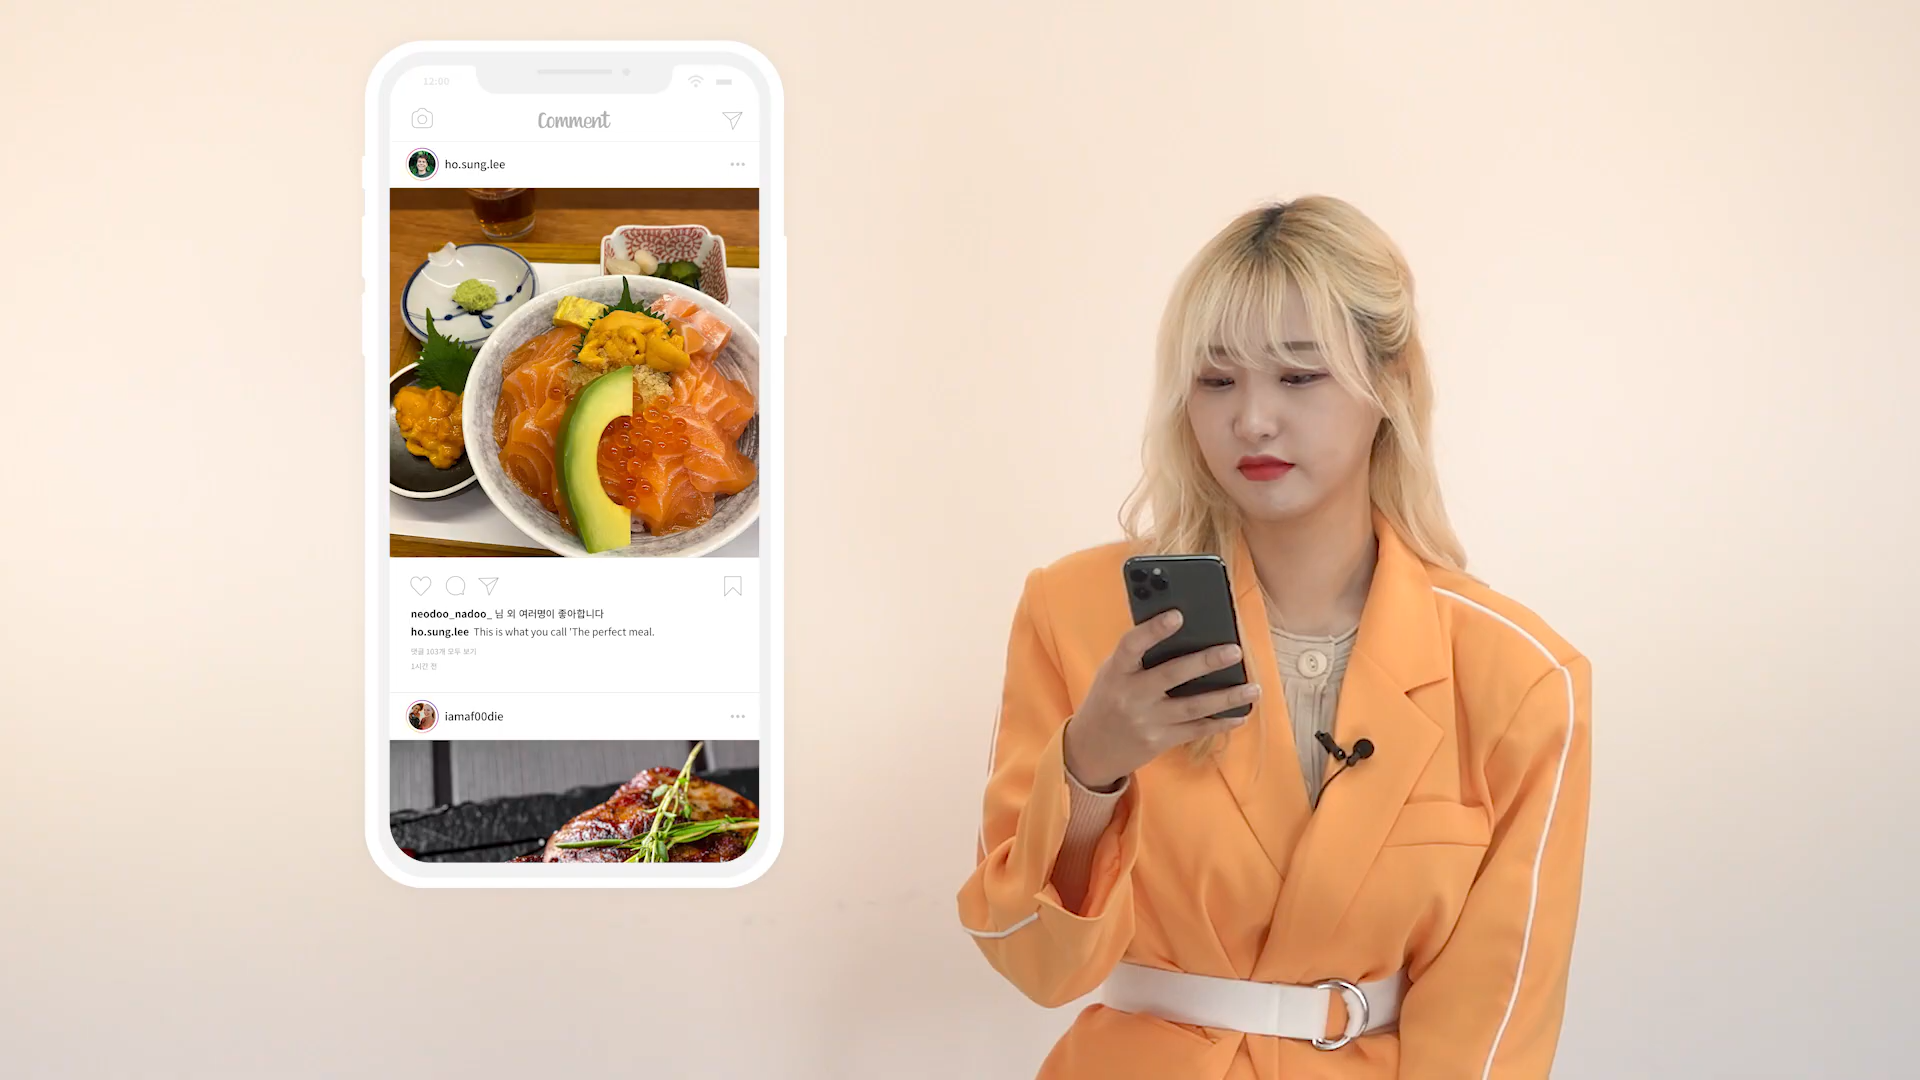 12:00
Comment
ho.sung.lee
neodoo_nadoo_ 님 외 여러명이 좋아합니다
ho.sung.lee This is what you call 'The perfect meal.
댓글 103개 모두 보기
1시간 전
iamaf00die